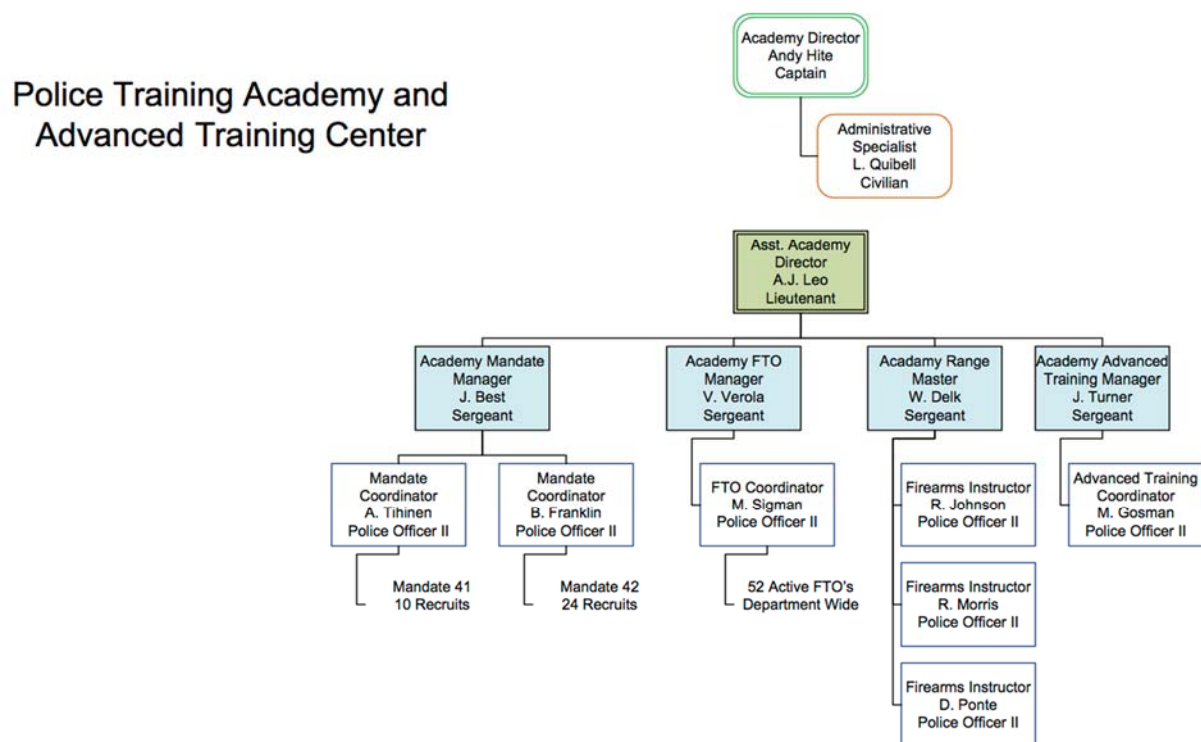 Police Training Academy and
Advanced Training Center
Academy Director
Andy Hite
Captain
Administrative
Specialist
L. Quibell
Civilian
Asst. Academy
Director
A.J. Leo
Lieutenant
Academy Mandate
Manager
J. Best
Sergeant
Academy FTO
Manager
V. Verola
Sergeant
Acadamy Range
Master
W. Delk
Sergeant
Academy Advanced
Training Manager
J. Turner
Sergeant
Mandate
Coordinator
A. Tihinen
Police Officer II
Mandate
Coordinator
B. Franklin
Police Officer II
FTO Coordinator
M. Sigman
Police Officer II
Firearms Instructor
R. Johnson
Police Officer II
Advanced Training
Coordinator
M. Gosman
Police Officer II
Mandate 41
10 Recruits
Mandate 42
24 Recruits
52 Active FTO's
Department Wide
Firearms Instructor
R. Morris
Police Officer II
Firearms Instructor
D. Ponte
Police Officer II